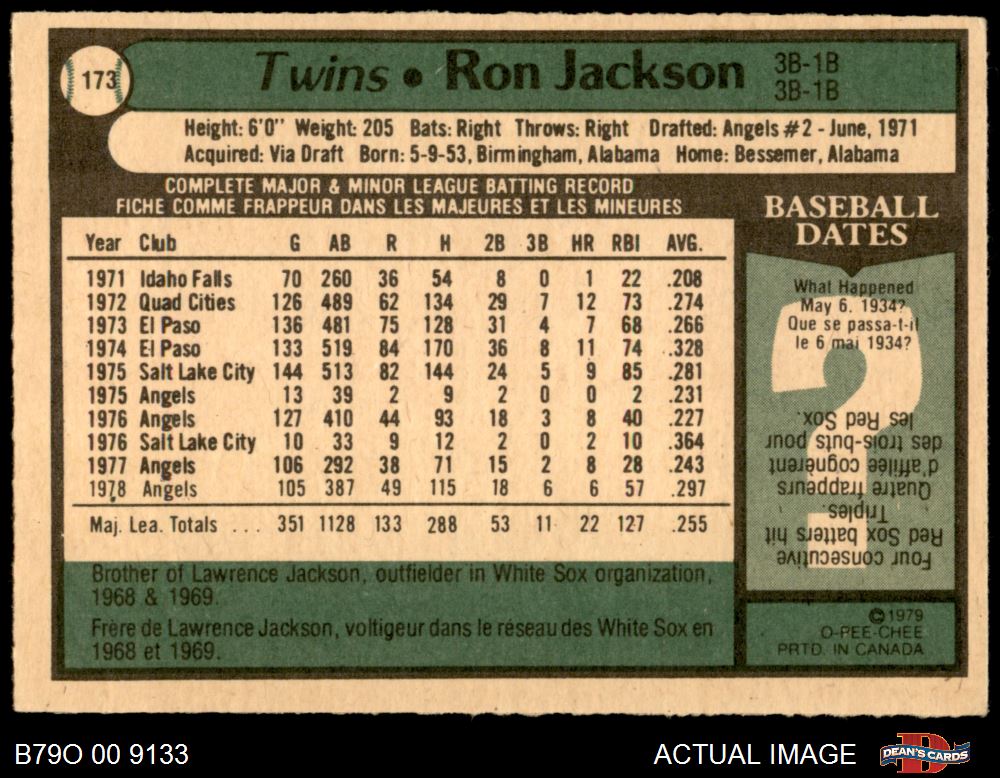 173
Twins • Ron Jackson 3B-1B
3B-1B
Height: 6'0" Weight: 205 Bats: Right Throws: Right Drafted: Angels #2 - June, 1971
Acquired: Via Draft Born: 5-9-53, Birmingham, Alabama Home: Bessemer, Alabama
COMPLETE MAJOR & MINOR LEAGUE BATTING RECORD
FICHE COMME FRAPPEUR DANS LES MAJEURES ET LES MINEURES
Year Club G AB R H 2B 3B HR RBI AVG.
1971 Idaho Falls 70 260 36 54 8 0 1 22 .208
1972 Quad Cities 126 489 62 134 29 7 12 73 .274
1973 El Paso 136 481 75 128 31 4 7 68 .266
1974 El Paso 133 519 84 170 36 8 11 74 .328
1975 Salt Lake City 144 513 82 144 24 5 9 85 .281
1975 Angels 13 39 2 9 2 0 0 2 .231
1976 Angels 127 410 44 93 18 3 8 40 .227
1976 Salt Lake City 10 33 9 12 2 0 2 10 .364
1977 Angels 106 292 38 71 15 2 8 28 .243
1978 Angels 105 387 49 115 18 6 6 57 .297
Maj. Lea. Totals ... 351 1128 133 288 53 11 22 127 .255
Brother of Lawrence Jackson, outfielder in White Sox organization,
1968 & 1969.
Frère de Lawrence Jackson, voltigeur dans le réseau des White Sox en
1968 et 1969.
BASEBALL
DATES
What Happened
May 6, 1934?
Que se passa-t-il
le 6 mai 1934?
Four consecutive
Red Sox batters hit
Triples
Quatre frappeurs
d'affilée cognèrent
des trois-buts pour
les Red Sox.
©1979
O-PEE-CHEE
PRTD. IN CANADA
B79O 00 9133
ACTUAL IMAGE
DEAN'S CARDS